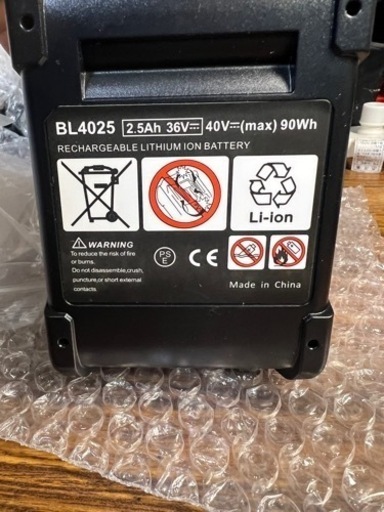 BL4025 2.5Ah 36V⎓ 40V⎓(max) 90Wh
RECHARGEABLE LITHIUM ION BATTERY
Li-ion
WARNING
To reduce the risk of fire
or burns.
Do not disassemble,crush,
puncture,or short external
contacts.
PS
E
CE
Made in China